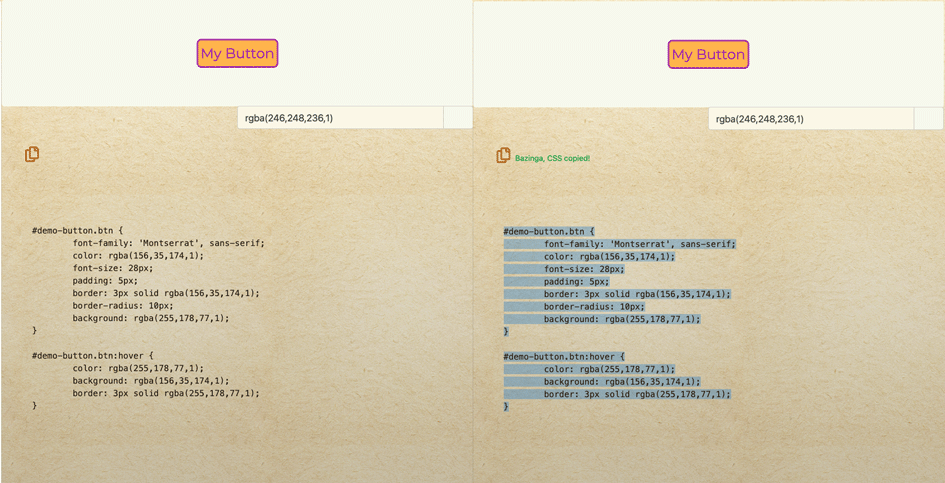 My Button
rgba(246,248,236,1)
#demo-button.btn {
font-family: 'Montserrat', sans-serif;
color: rgba(156,35,174,1);
font-size: 28px;
padding: 5px;
border: 3px solid rgba(156,35,174,1);
border-radius: 10px;
background: rgba(255,178,77,1);
}
#demo-button.btn:hover {
color: rgba(255,178,77,1);
background: rgba(156,35,174,1);
border: 3px solid rgba(255,178,77,1);
}
My Button
rgba(246,248,236,1)
Bazinga, CSS copied!
#demo-button.btn {
font-family: 'Montserrat', sans-serif;
color: rgba(156,35,174,1);
font-size: 28px;
padding: 5px;
border: 3px solid rgba(156,35,174,1);
border-radius: 10px;
background: rgba(255,178,77,1);
}
#demo-button.btn:hover {
color: rgba(255,178,77,1);
background: rgba(156,35,174,1);
border: 3px solid rgba(255,178,77,1);
}